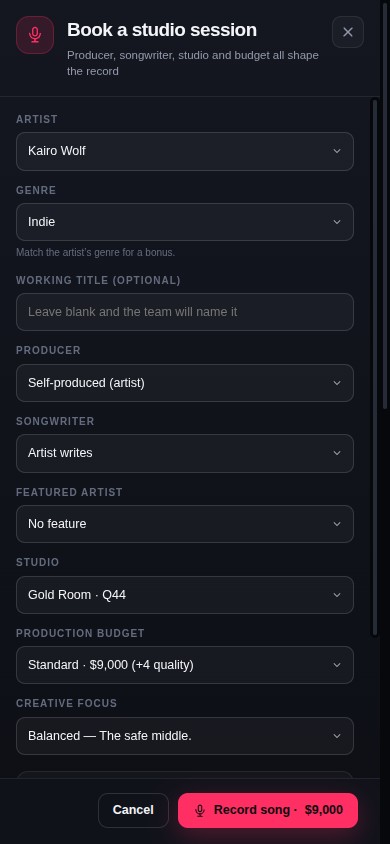 Book a studio session
Producer, songwriter, studio and budget all shape
the record
ARTIST
Kairo Wolf
GENRE
Indie
Match the artist's genre for a bonus.
WORKING TITLE (OPTIONAL)
Leave blank and the team will name it
PRODUCER
Self-produced (artist)
SONGWRITER
Artist writes
FEATURED ARTIST
No feature
STUDIO
Gold Room · Q44
PRODUCTION BUDGET
Standard · $9,000 (+4 quality)
CREATIVE FOCUS
Balanced — The safe middle.
Cancel
Record song · $9,000